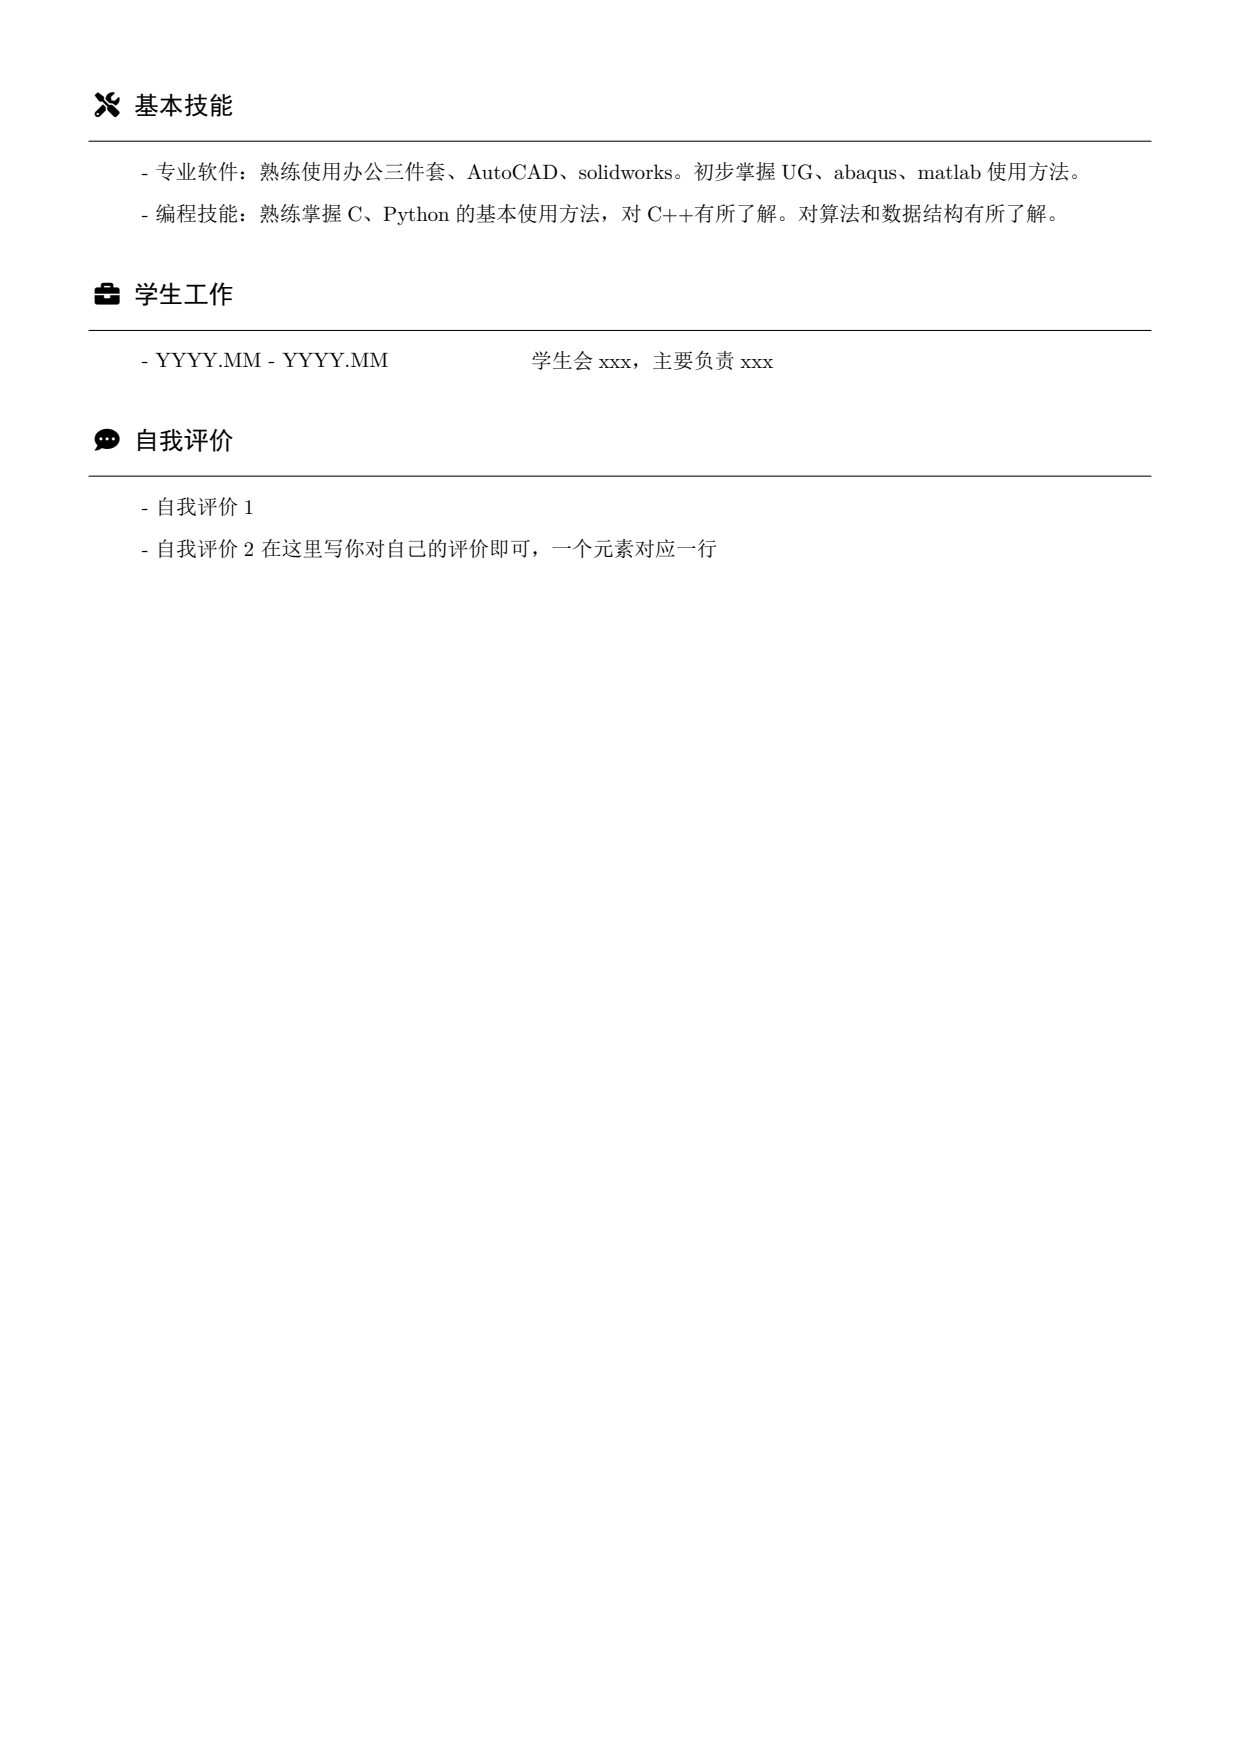 基本技能
- 专业软件：熟练使用办公三件套、AutoCAD、solidworks。初步掌握 UG、abaqus、matlab 使用方法。
- 编程技能：熟练掌握 C、Python 的基本使用方法，对 C++有所了解。对算法和数据结构有所了解。
学生工作
- YYYY.MM - YYYY.MM 学生会 xxx，主要负责 xxx
自我评价
- 自我评价 1
- 自我评价 2 在这里写你对自己的评价即可，一个元素对应一行